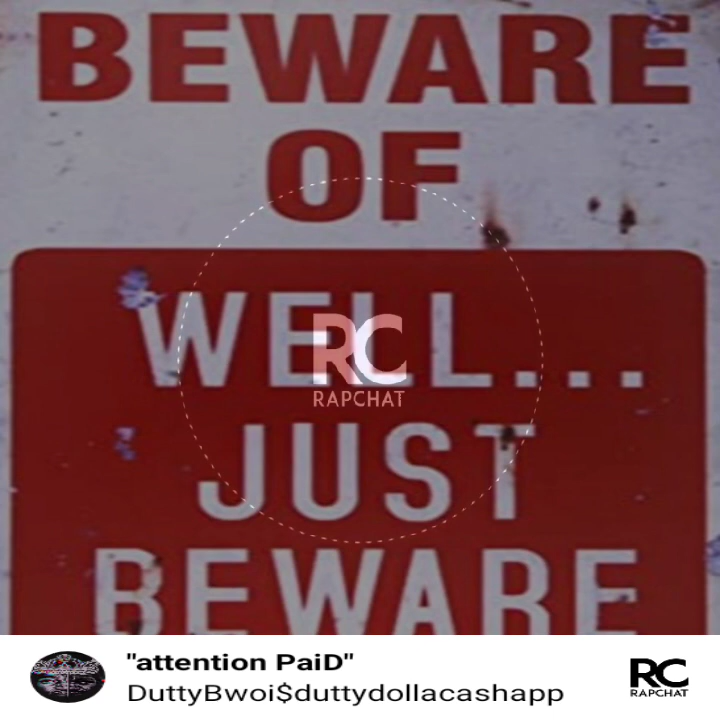 BEWARE
OF
WELL...
RC
RAPCHAT
JUST
BEWARE
"attention PaiD"
DuttyBwoi$duttydollacashapp
RC
RAPCHAT